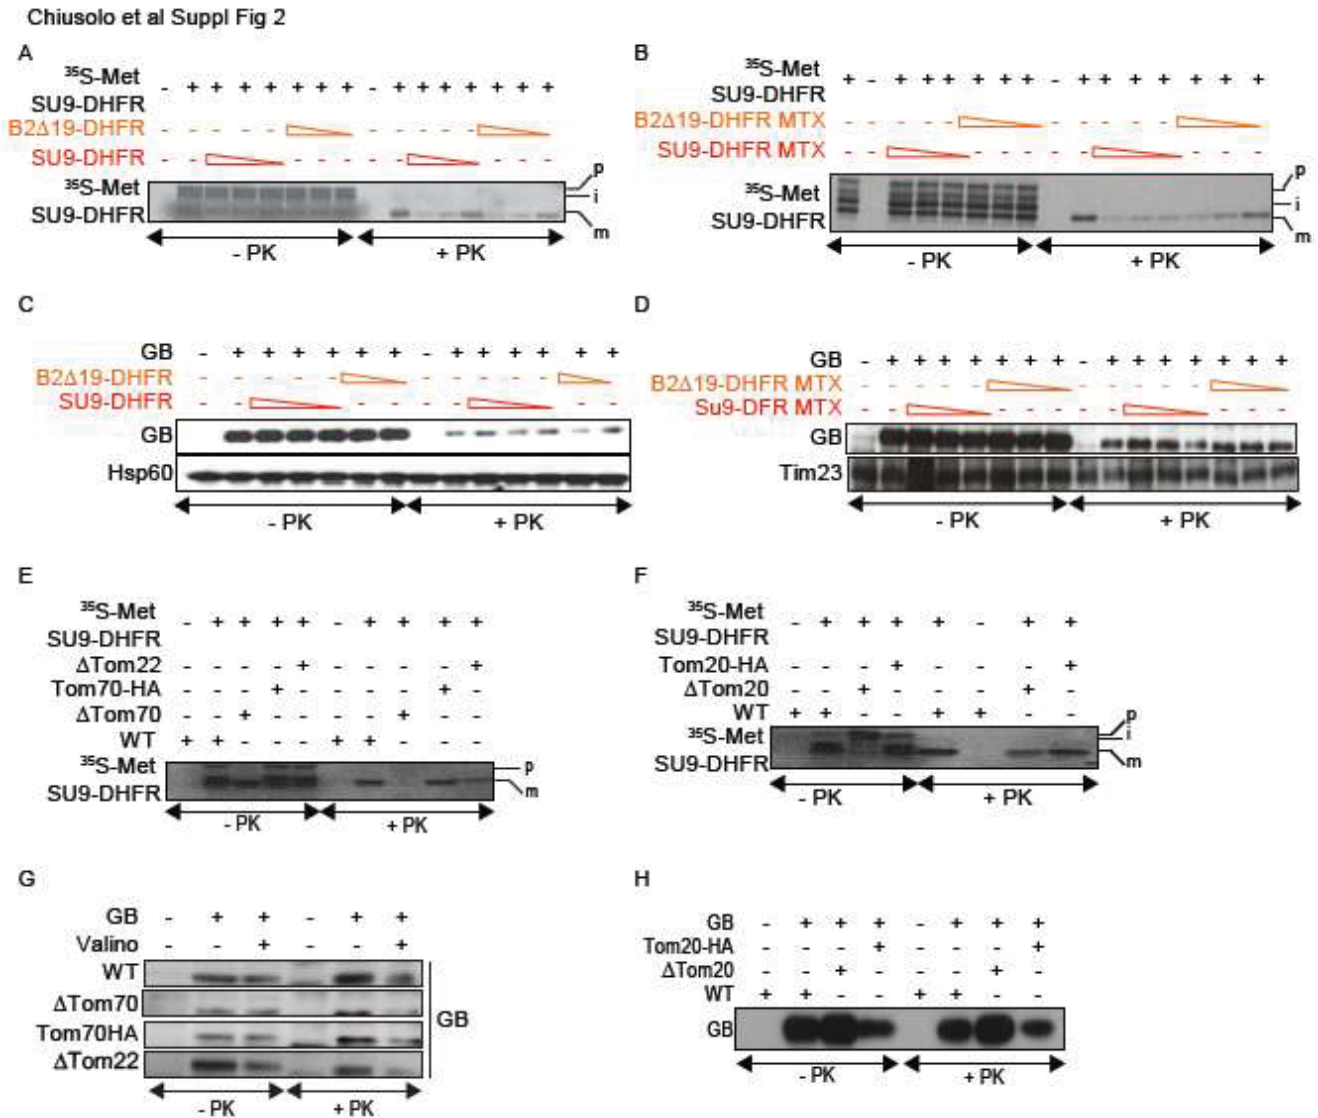 Chiusolo et al Suppl Fig 2
A
³⁵S-Met
SU9-DHFR
- + + + + + + + - + + + + + + +
B2Δ19-DHFR
- - - - - - - - - -
SU9-DHFR
- - - - - - - - - -
³⁵S-Met
SU9-DHFR
p
i
m
- PK
+ PK
B
³⁵S-Met
SU9-DHFR
+ - + + + + + + - + + + + + + +
B2Δ19-DHFR MTX
- - - - - - - - - -
SU9-DHFR MTX
- - - - - - - - - -
³⁵S-Met
SU9-DHFR
p
i
m
- PK
+ PK
C
GB - + + + + + + - + + + + + +
B2Δ19-DHFR - - - - - - - - - -
SU9-DHFR - - - - - - - -
GB
Hsp60
- PK
+ PK
D
GB - + + + + + + + - + + + + + + +
B2Δ19-DHFR MTX - - - - - - - - - -
Su9-DFR MTX - - - - - - - - - -
GB
Tim23
- PK
+ PK
E
³⁵S-Met
SU9-DHFR
- + + + + - + + + +
ΔTom22 - - - - + - - - - +
Tom70-HA - - - + - - - - + -
ΔTom70 - - + - - - - + - -
WT + + - - - + + - - -
³⁵S-Met
SU9-DHFR
p
m
- PK
+ PK
F
³⁵S-Met
SU9-DHFR
- + + + + - + +
Tom20-HA - - - + - - - +
ΔTom20 - - + - - - + -
WT + + - - + + - -
³⁵S-Met
SU9-DHFR
p
i
m
- PK
+ PK
G
GB - + + - + +
Valino - - + - - +
WT
ΔTom70
Tom70HA
ΔTom22
GB
- PK
+ PK
H
GB - + + + - + + +
Tom20-HA - - - + - - - +
ΔTom20 - - + - - - + -
WT + + - - + + - -
GB
- PK
+ PK